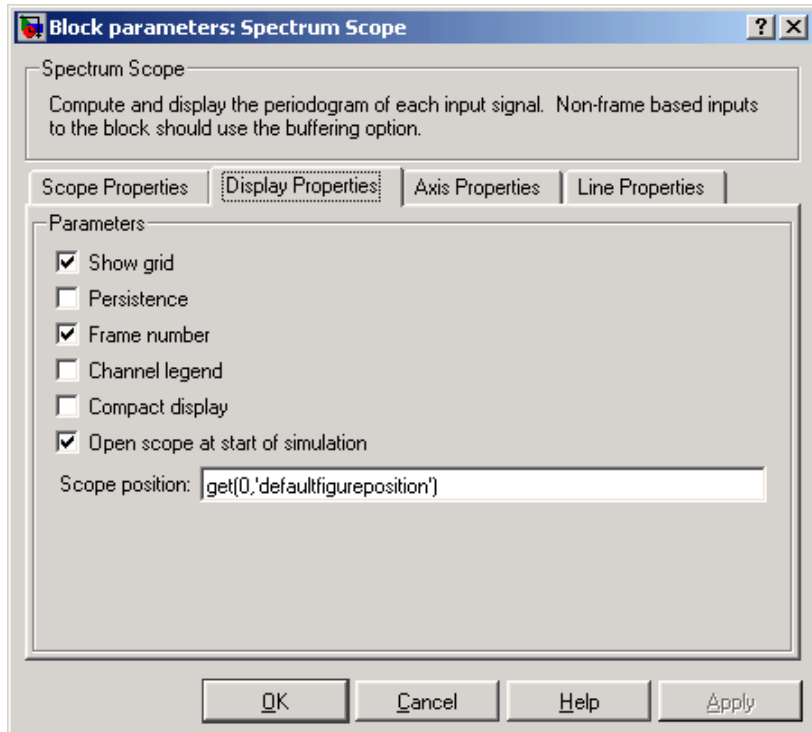 Block parameters: Spectrum Scope
Spectrum Scope
Compute and display the periodogram of each input signal. Non-frame based inputs
to the block should use the buffering option.
Scope Properties
Display Properties
Axis Properties
Line Properties
Parameters
Show grid
Persistence
Frame number
Channel legend
Compact display
Open scope at start of simulation
Scope position: get(0,'defaultfigureposition')
OK
Cancel
Help
Apply